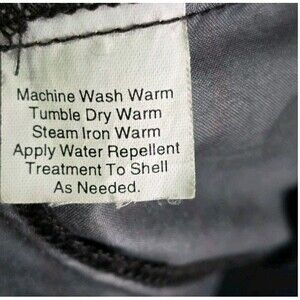 Machine Wash Warm
Tumble Dry Warm
Steam Iron Warm
Apply Water Repellent
Treatment To Shell
As Needed.